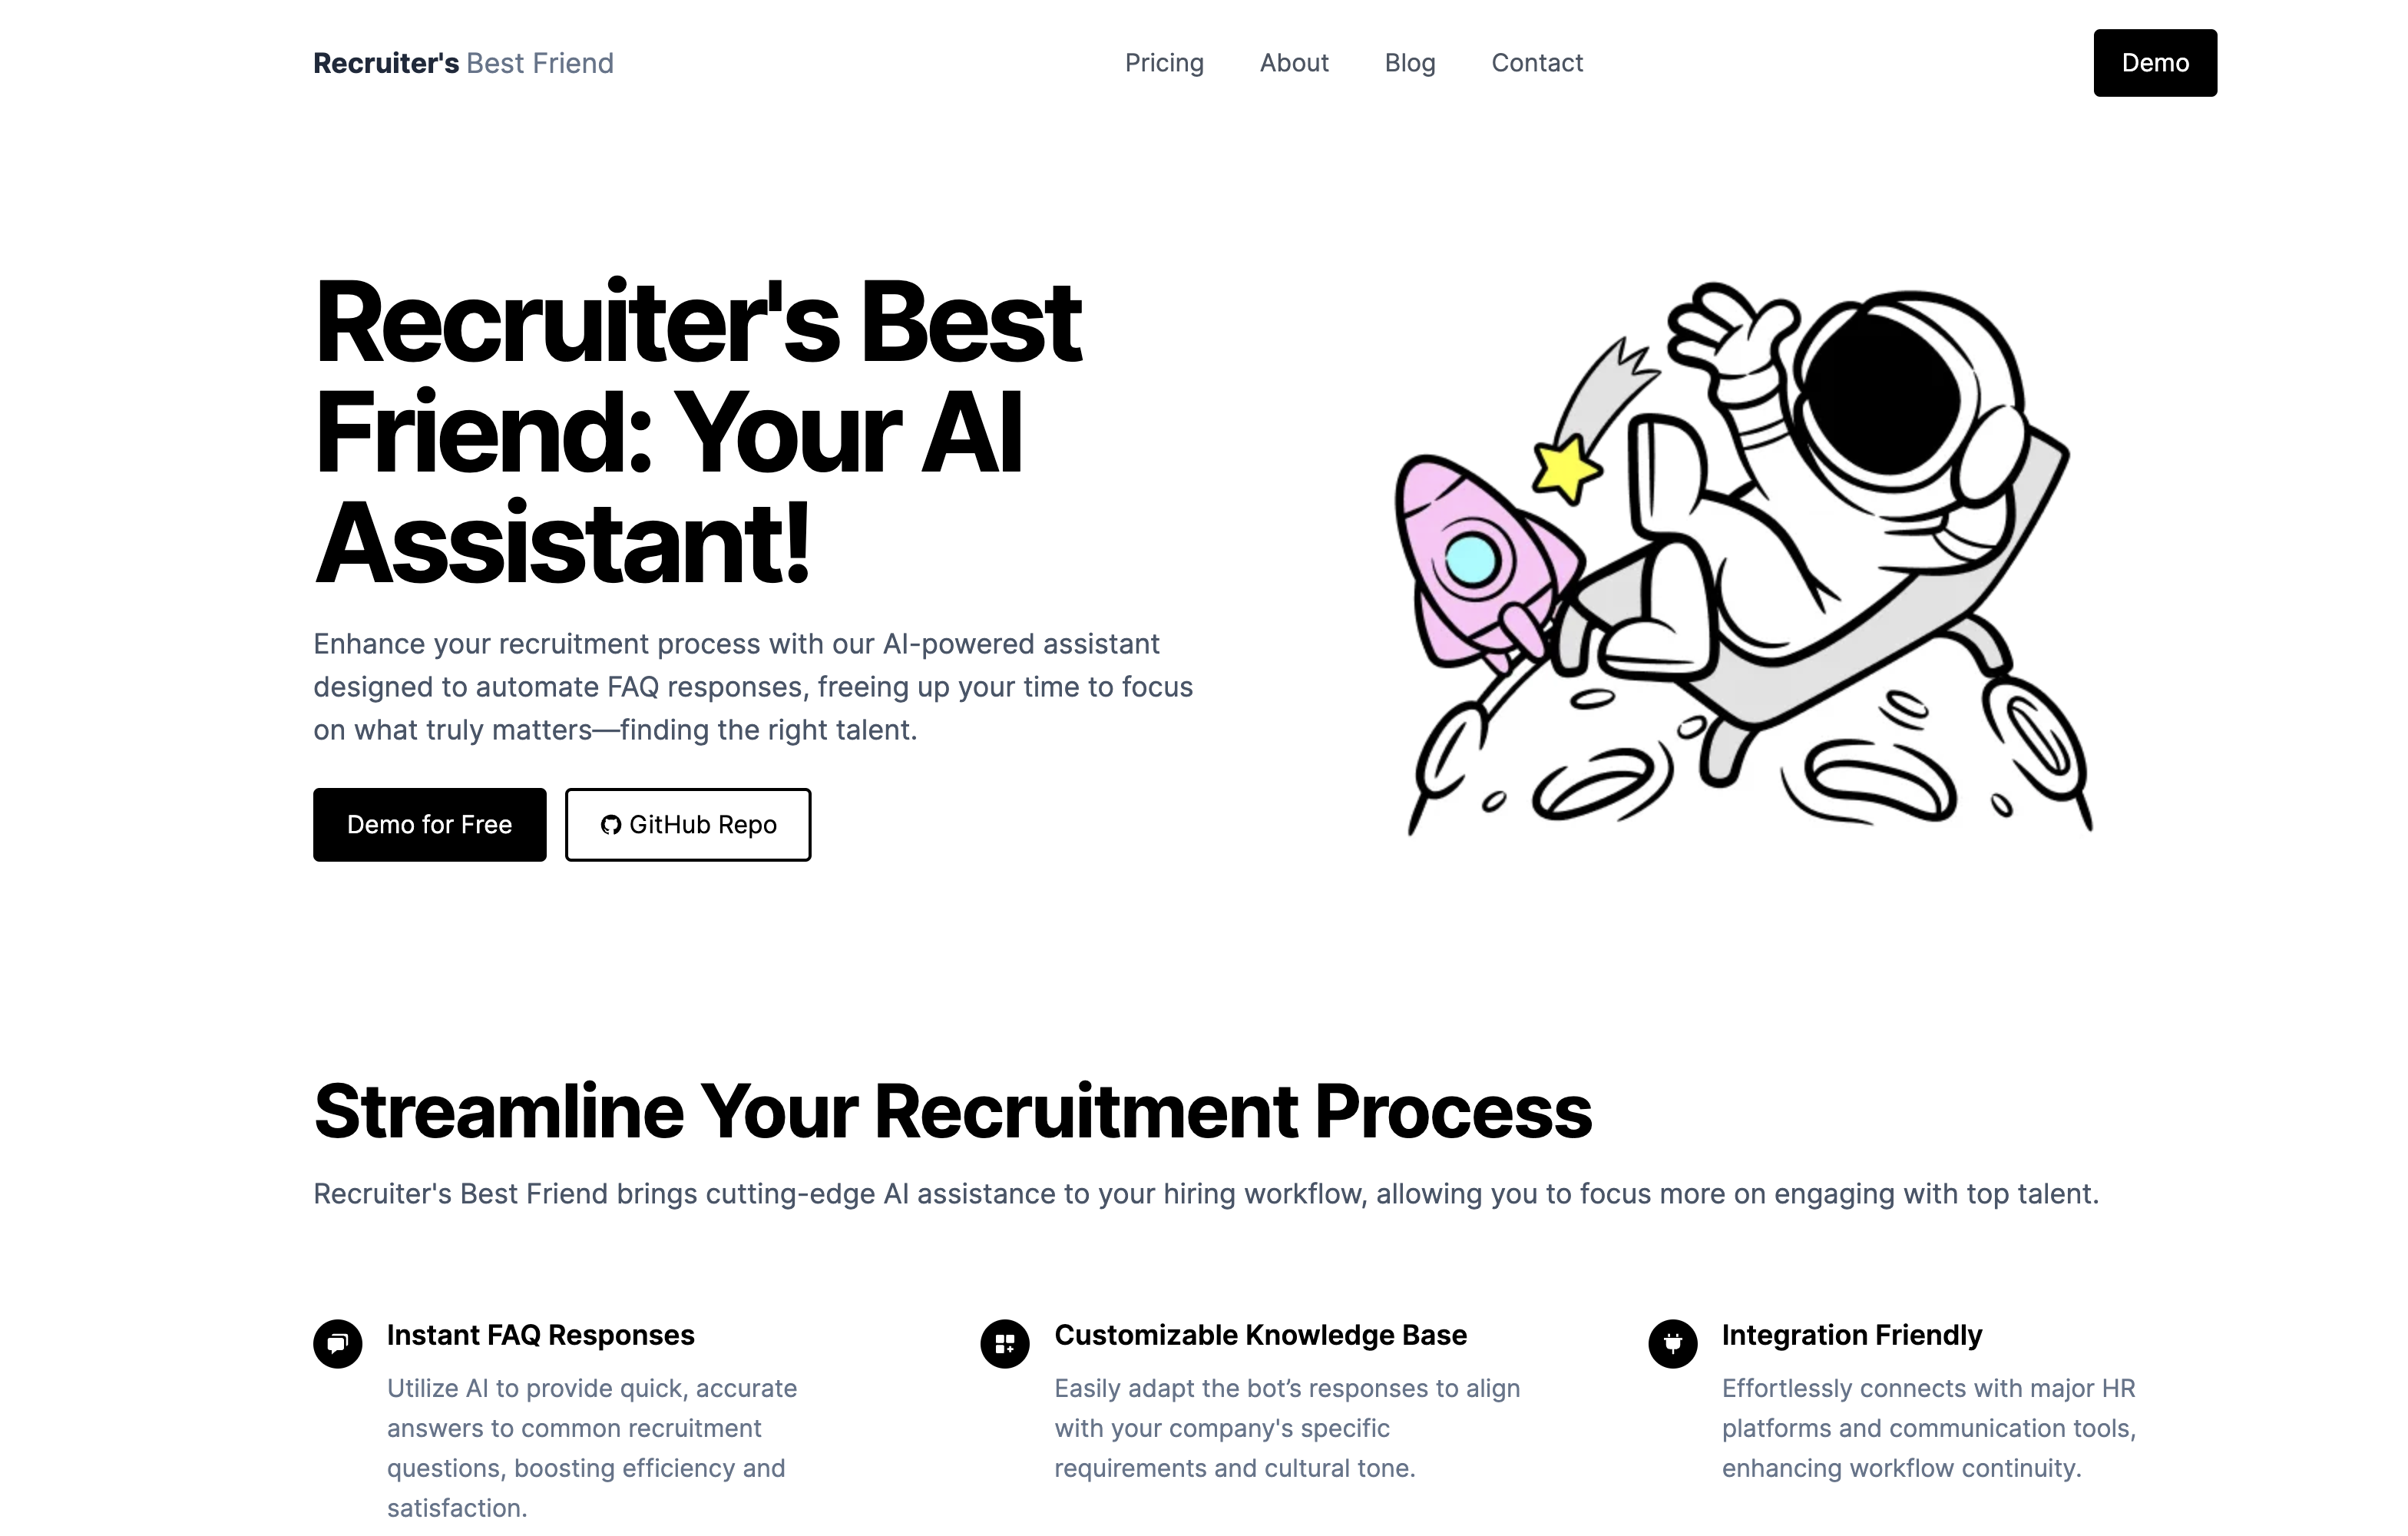 Recruiter's Best Friend
Pricing
About
Blog
Contact
Demo
Recruiter's Best
Friend: Your AI
Assistant!
Enhance your recruitment process with our AI-powered assistant
designed to automate FAQ responses, freeing up your time to focus
on what truly matters—finding the right talent.
Demo for Free
GitHub Repo
Streamline Your Recruitment Process
Recruiter's Best Friend brings cutting-edge AI assistance to your hiring workflow, allowing you to focus more on engaging with top talent.
Instant FAQ Responses
Utilize AI to provide quick, accurate
answers to common recruitment
questions, boosting efficiency and
satisfaction.
Customizable Knowledge Base
Easily adapt the bot’s responses to align
with your company's specific
requirements and cultural tone.
Integration Friendly
Effortlessly connects with major HR
platforms and communication tools,
enhancing workflow continuity.